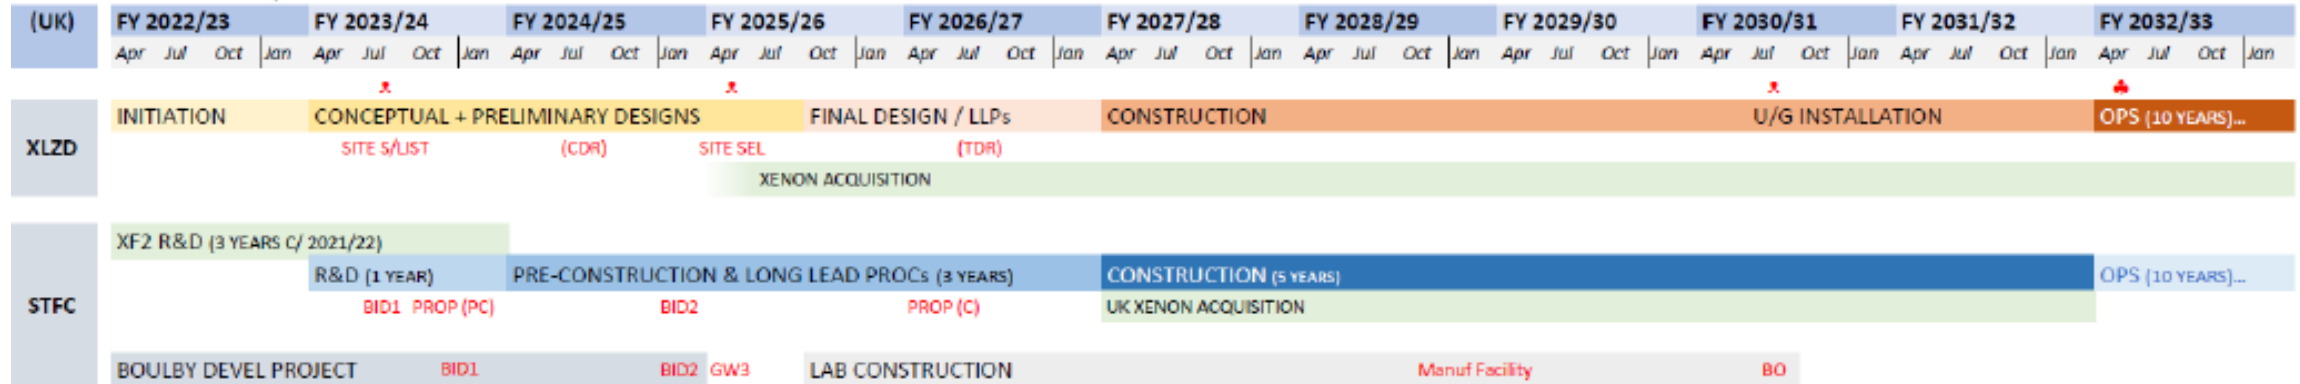 (UK) FY 2022/23 FY 2023/24 FY 2024/25 FY 2025/26 FY 2026/27 FY 2027/28 FY 2028/29 FY 2029/30 FY 2030/31 FY 2031/32 FY 2032/33
Apr Jul Oct Jan Apr Jul Oct Jan Apr Jul Oct Jan Apr Jul Oct Jan Apr Jul Oct Jan Apr Jul Oct Jan Apr Jul Oct Jan Apr Jul Oct Jan Apr Jul Oct Jan Apr Jul Oct Jan Apr Jul Oct Jan
INITIATION CONCEPTUAL + PRELIMINARY DESIGNS FINAL DESIGN / LLPs CONSTRUCTION U/G INSTALLATION OPS (10 YEARS)...
XLZD SITE S/LIST (CDR) SITE SEL (TDR)
XENON ACQUISITION
XF2 R&D (3 YEARS C/ 2021/22)
R&D (1 YEAR) PRE-CONSTRUCTION & LONG LEAD PROCs (3 YEARS) CONSTRUCTION (5 YEARS) OPS (10 YEARS)...
STFC BID1 PROP (PC) BID2 PROP (C) UK XENON ACQUISITION
BOULBY DEVEL PROJECT BID1 BID2 GW3 LAB CONSTRUCTION Manuf Facility BO